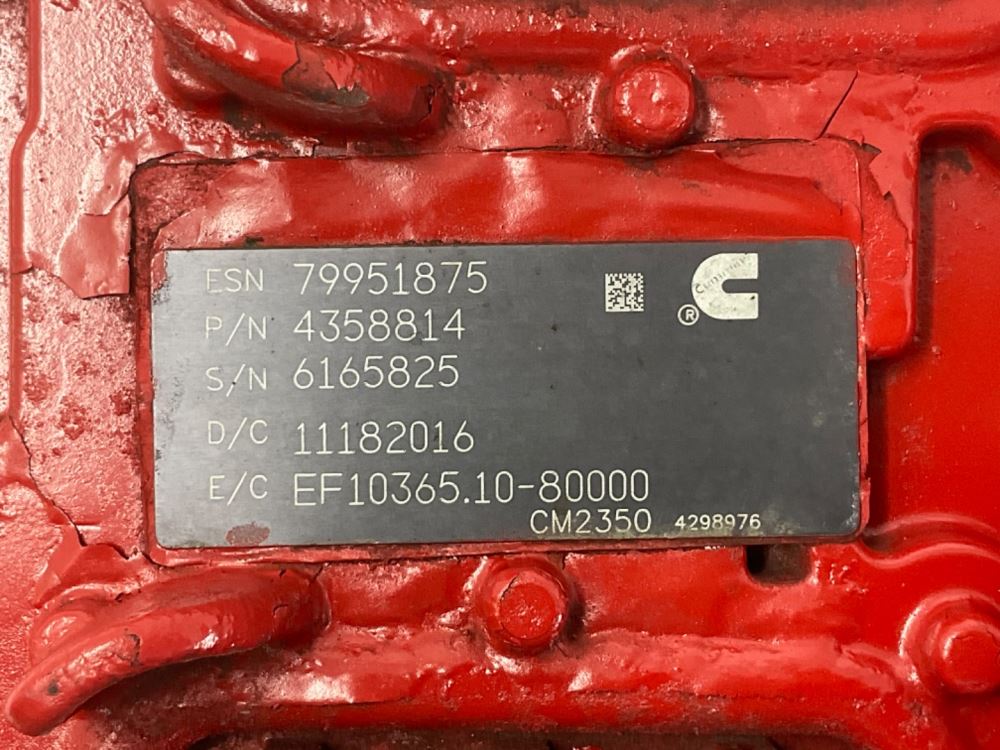 ESN 79951875
®
P/N 4358814
S/N 6165825
D/C 11182016
E/C EF10365.10-80000
CM2350 4298976